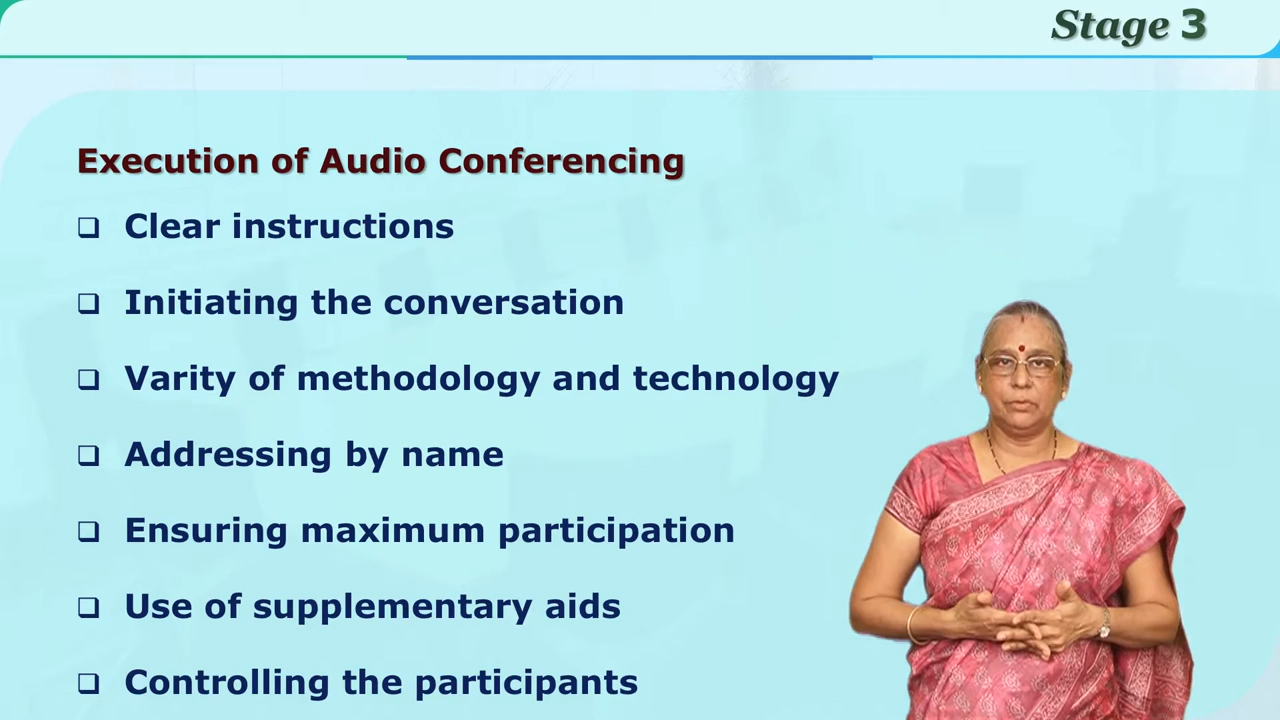 Stage 3
Execution of Audio Conferencing
❑ Clear instructions
❑ Initiating the conversation
❑ Varity of methodology and technology
❑ Addressing by name
❑ Ensuring maximum participation
❑ Use of supplementary aids
❑ Controlling the participants